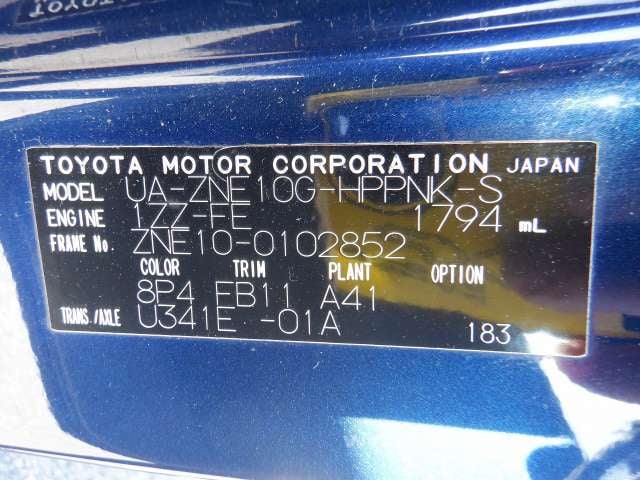 TOYOTA MOTOR CORPORATION JAPAN
MODEL UA-ZNE10G-HPPNK-S
ENGINE 1ZZ-FE 1794 mL
FRAME No. ZNE10-0102852
COLOR TRIM PLANT OPTION
8P4 EB11 A41
TRANS./AXLE U341E -01A 183